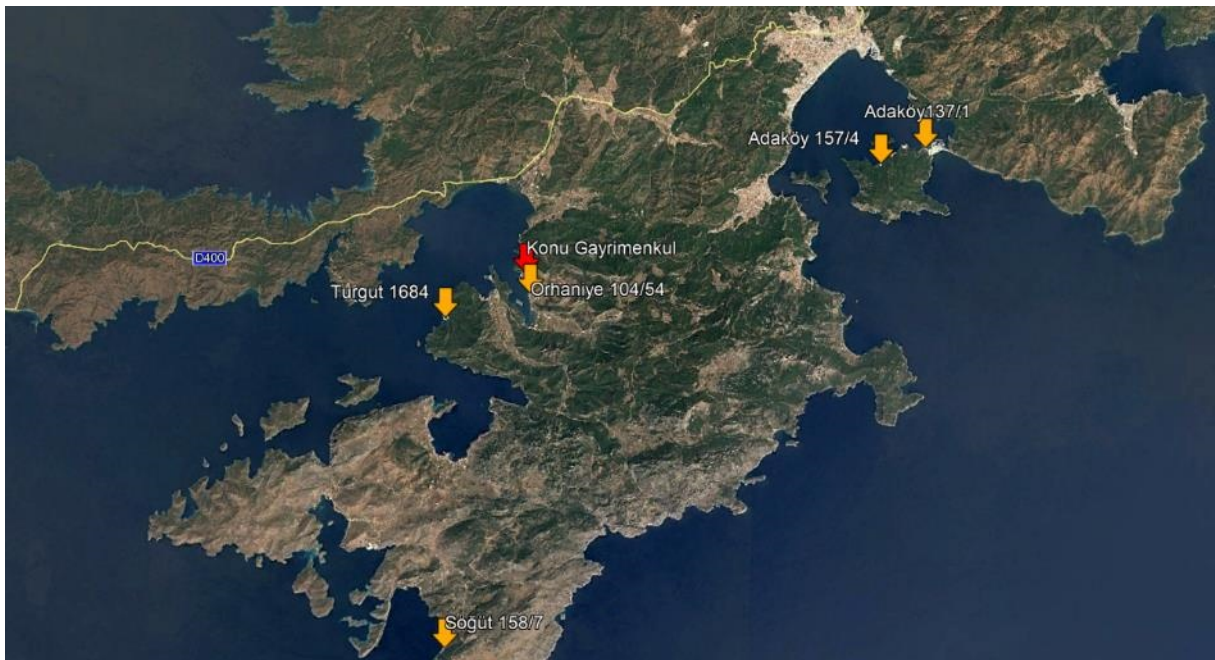 Adaköy137/1
Adaköy 157/4
Konu Gayrimenkul
D400
Orhaniye 104/54
Turgut 1684
Söğüt 158/7